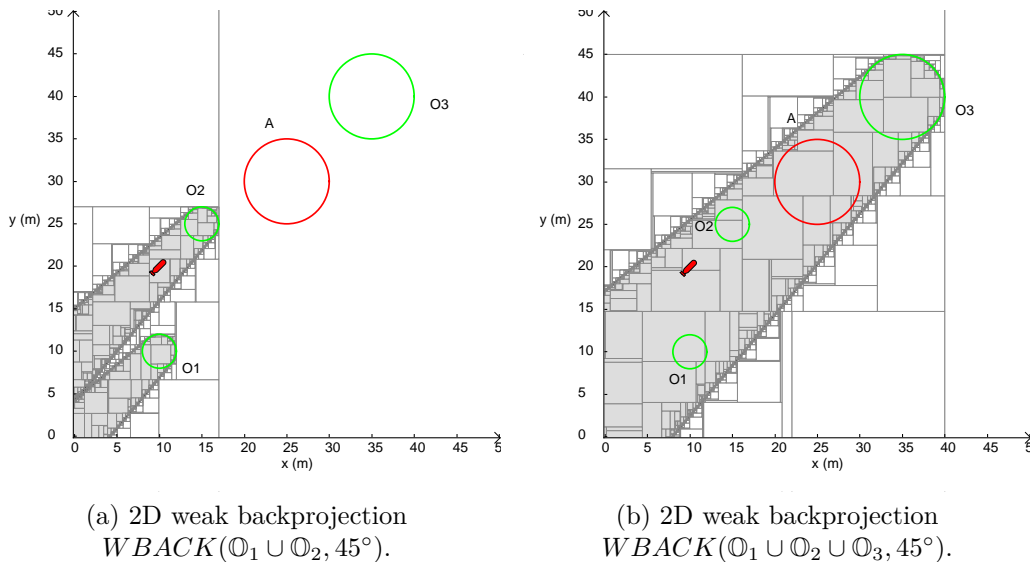 50
45
40
35
30
25
20
15
10
5
0
y (m)
0 5 10 15 20 25 30 35 40 45 5
x (m)
A
O3
O2
O1
50
45
40
35
30
25
20
15
10
5
0
y (m)
0 5 10 15 20 25 30 35 40 45 5
x (m)
A
O3
O2
O1
(a) 2D weak backprojection
WBACK(𝕆₁ ∪ 𝕆₂, 45°).
(b) 2D weak backprojection
WBACK(𝕆₁ ∪ 𝕆₂ ∪ 𝕆₃, 45°).